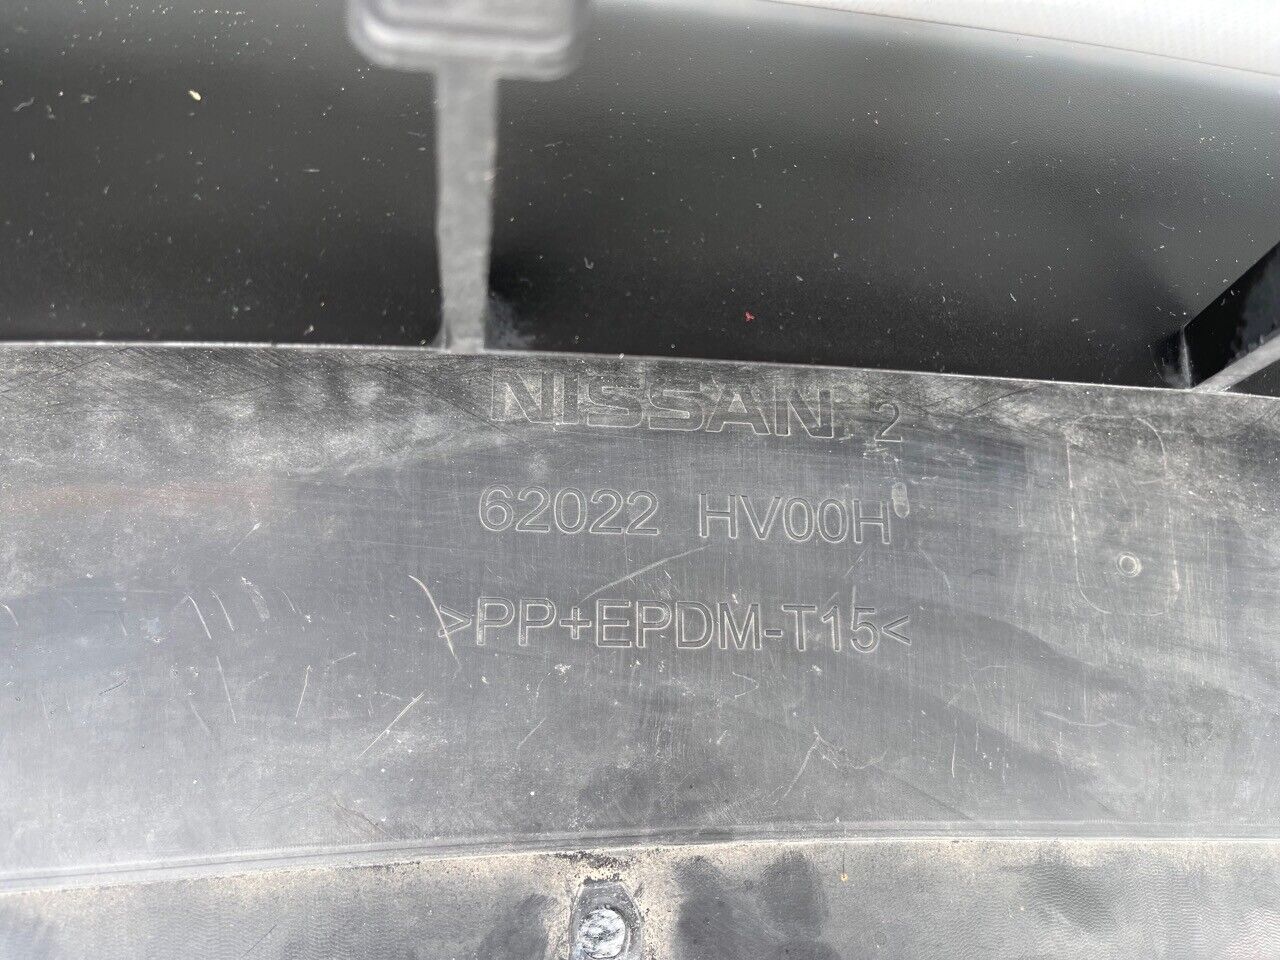 NISSAN 2
62022 HV00H
>PP+EPDM-T15<